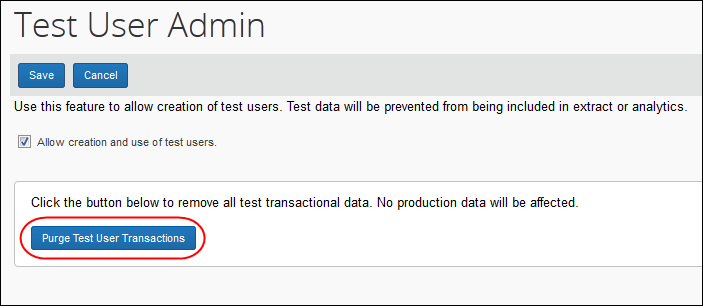 Test User Admin
Save Cancel
Use this feature to allow creation of test users. Test data will be prevented from being included in extract or analytics.
Allow creation and use of test users.
Click the button below to remove all test transactional data. No production data will be affected.
Purge Test User Transactions